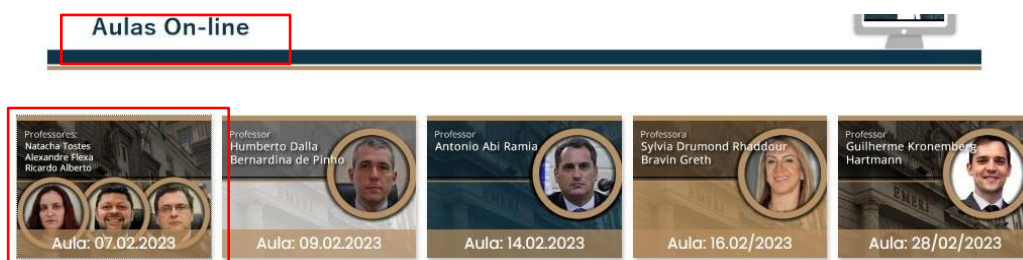 Aulas On-line
Professores:
Natacha Tostes
Alexandre Flexa
Ricardo Alberto
Aula: 07.02.2023
Professor
Humberto Dalla
Bernardina de Pinho
Aula: 09.02.2023
Professor
Antonio Abi Ramia
Aula: 14.02.2023
Professora
Sylvia Drumond Rhaddour
Bravin Greth
EMERJ
Aula: 16.02/2023
Professor
Guilherme Kronemberg
Hartmann
EMERJ
Aula: 28/02/2023